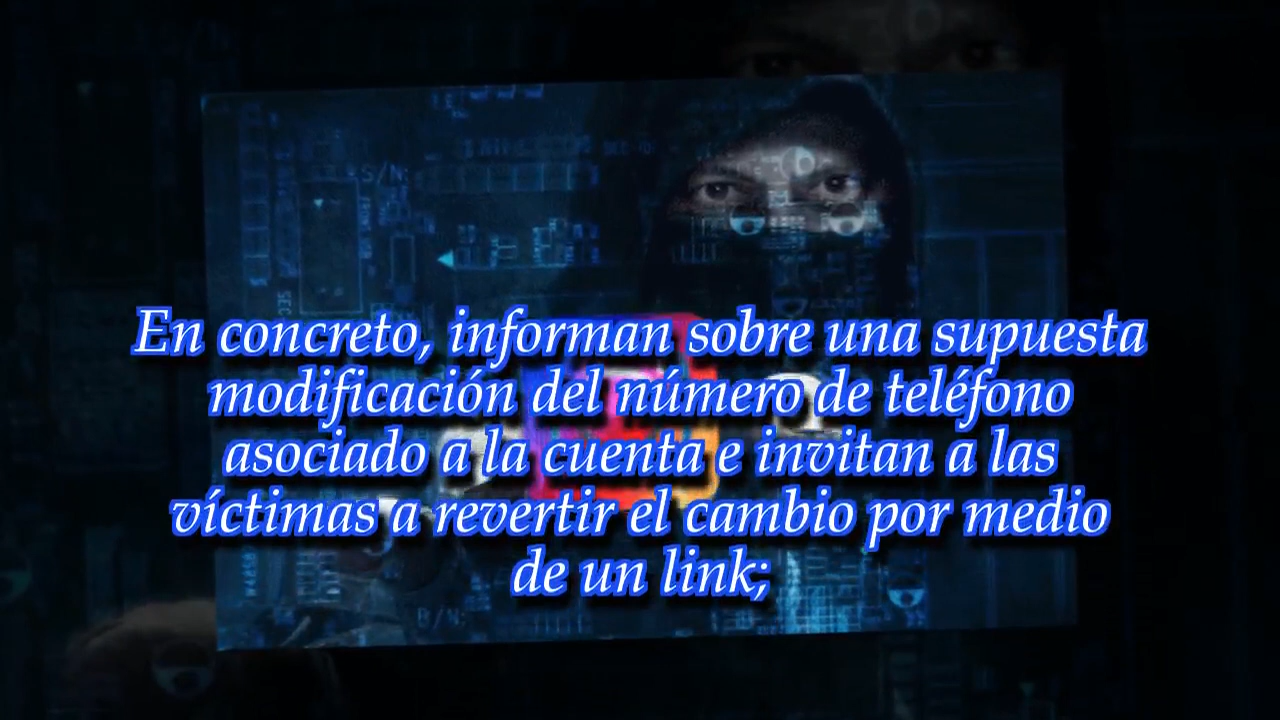 S/N:
SEC
En concreto, informan sobre una supuesta
modificación del número de teléfono
asociado a la cuenta e invitan a las
víctimas a revertir el cambio por medio
de un link;
B/N: